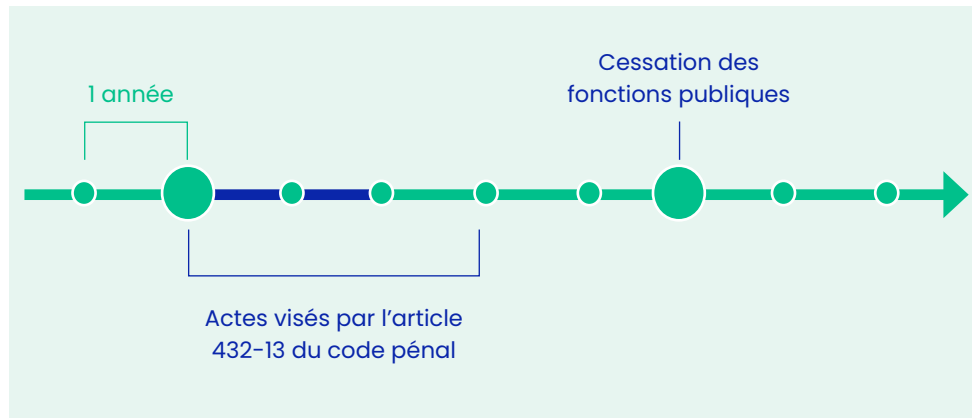 Cessation des
fonctions publiques
1 année
Actes visés par l’article
432-13 du code pénal